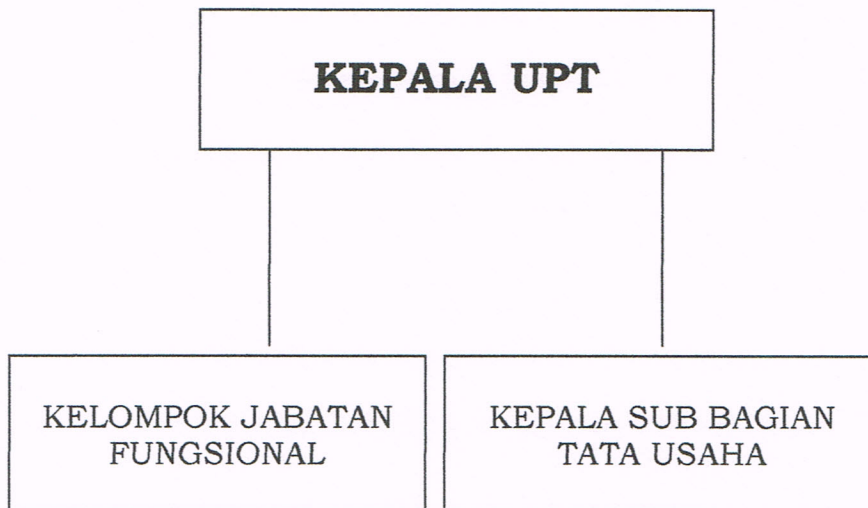 KEPALA UPT
KELOMPOK JABATAN
FUNGSIONAL
KEPALA SUB BAGIAN
TATA USAHA